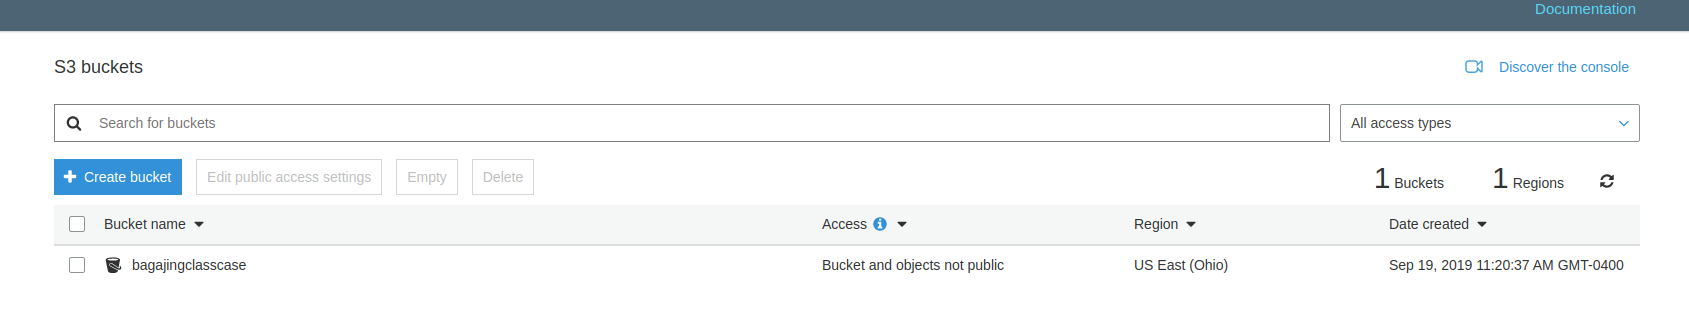 Documentation
S3 buckets
Discover the console
Search for buckets
All access types
Create bucket
Edit public access settings
Empty
Delete
1 Buckets
1 Regions
Bucket name
Access
Region
Date created
bagajingclasscase
Bucket and objects not public
US East (Ohio)
Sep 19, 2019 11:20:37 AM GMT-0400